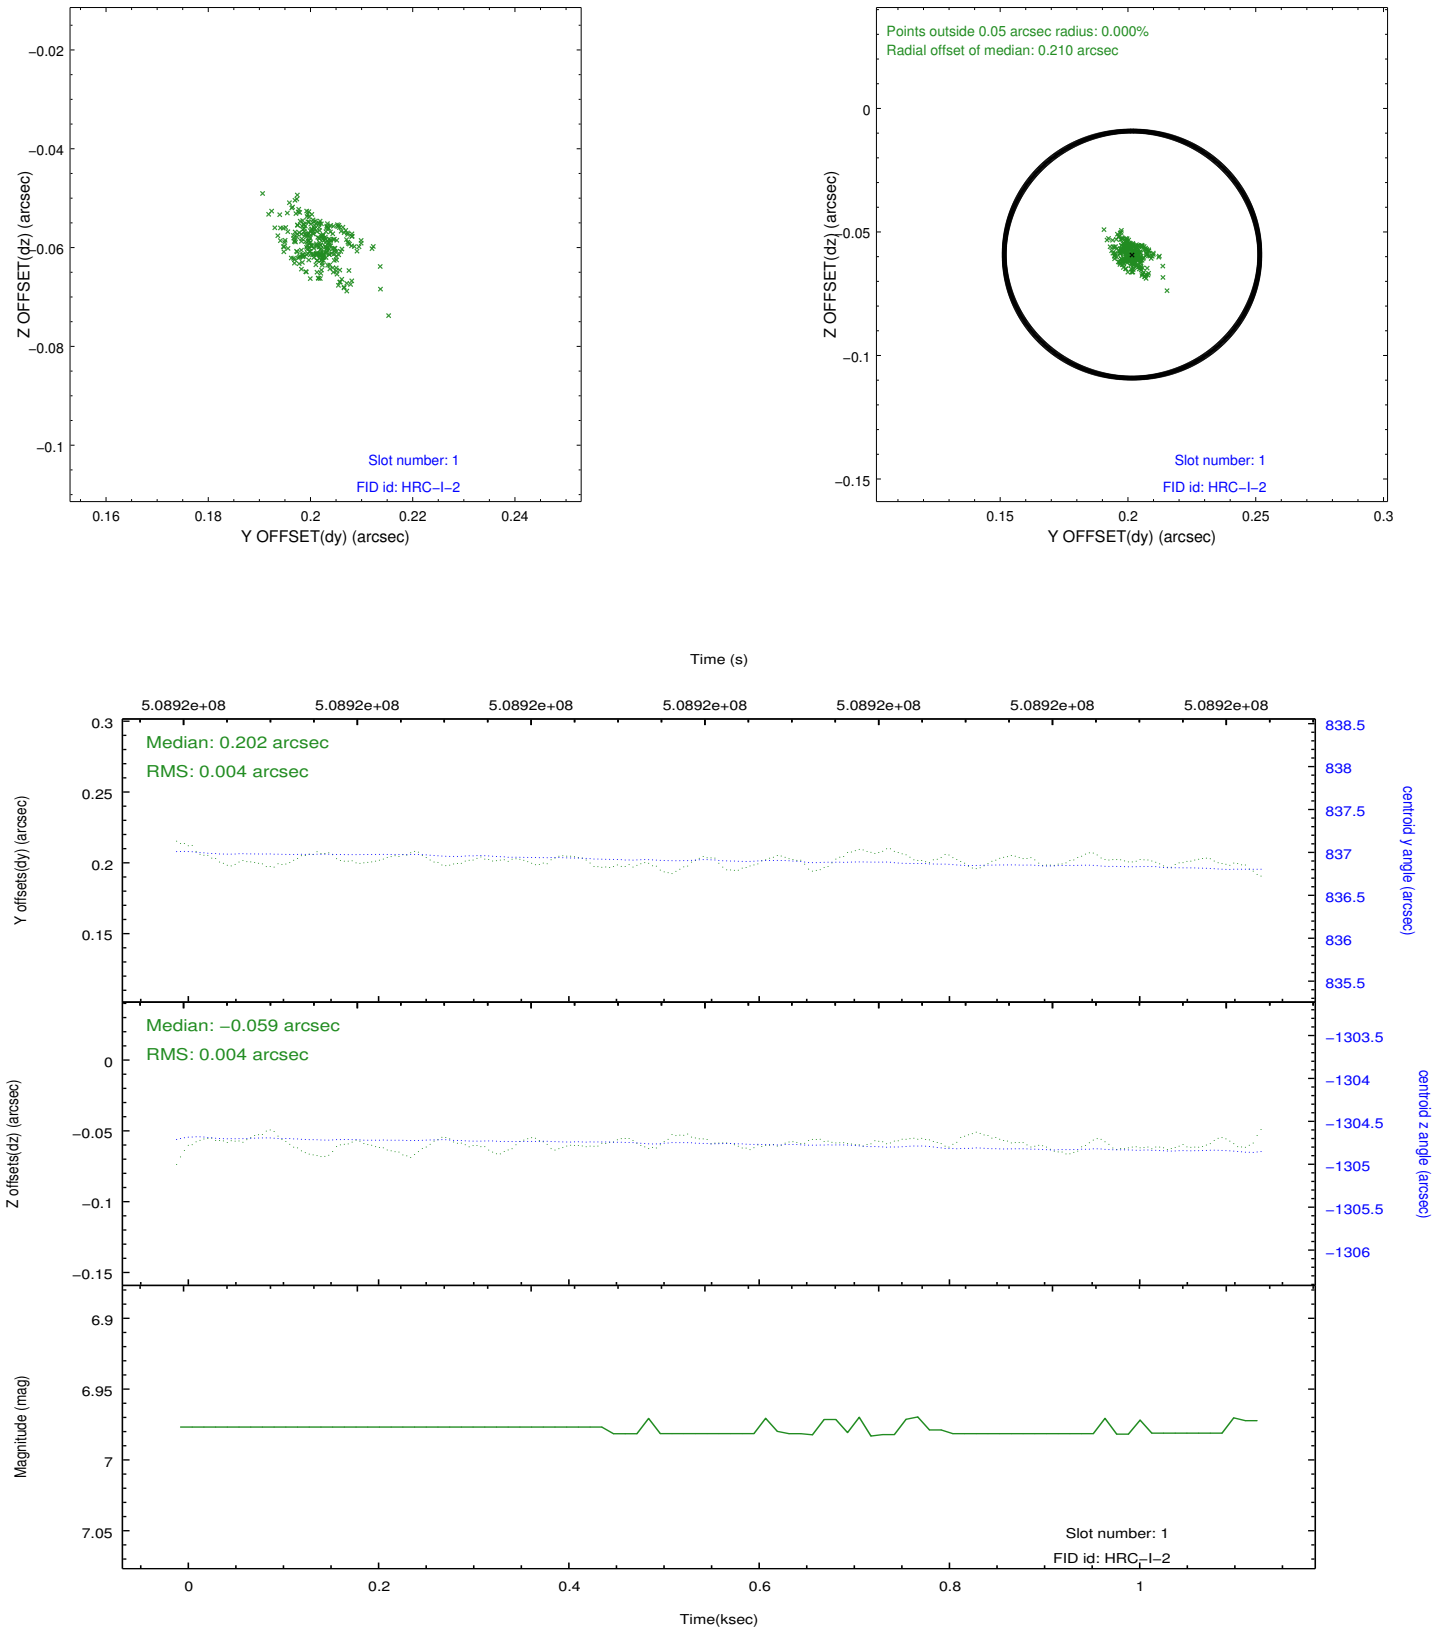 −0.02
−0.04
−0.06
−0.08
−0.1
Z OFFSET(dz) (arcsec)
Slot number: 1
FID id: HRC−I−2
0.16
0.18
0.2
0.22
0.24
Y OFFSET(dy) (arcsec)
Points outside 0.05 arcsec radius: 0.000%
Radial offset of median: 0.210 arcsec
0
−0.05
−0.1
−0.15
Z OFFSET(dz) (arcsec)
Slot number: 1
FID id: HRC−I−2
0.15
0.2
0.25
0.3
Y OFFSET(dy) (arcsec)
Time (s)
5.0892e+08
5.0892e+08
5.0892e+08
5.0892e+08
5.0892e+08
5.0892e+08
5.0892e+08
Median: 0.202 arcsec
RMS: 0.004 arcsec
0.3
0.25
0.2
0.15
Y offsets(dy) (arcsec)
838.5
838
837.5
837
836.5
836
835.5
centroid y angle (arcsec)
Median: −0.059 arcsec
RMS: 0.004 arcsec
0
−0.05
−0.1
−0.15
Z offsets(dz) (arcsec)
−1303.5
−1304
−1304.5
−1305
−1305.5
−1306
centroid z angle (arcsec)
6.9
6.95
7
7.05
Magnitude (mag)
Slot number: 1
FID id: HRC−I−2
0
0.2
0.4
0.6
0.8
1
Time(ksec)